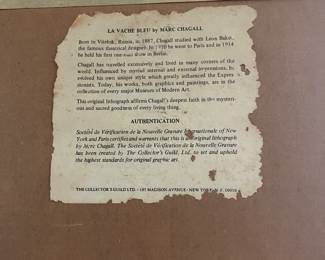 LA VACHE BLEU by MARC CHAGALL
Born in Vitebsk, Russia, in 1887, Chagall studied with Leon Bakst,
the famous theatrical designer. In 1910 he went to Paris and in 1914
he held his first one-man show in Berlin.
Chagall has travelled extensively and lived in many corners of the
world. Influenced by myriad internal and external environments, he
evolved his own unique style which greatly influenced the Expres
sionists. Today, his works, both graphics and paintings, are in the
collection of every major Museum of Modern Art.
This original lithograph affirms Chagall's deepest faith in the mysteri-
ous and sacred goodness of every living thing.
AUTHENTICATION
Société de Vérification de la Nouvelle Gravure Internationale of New
York and Paris certifies and warrants that this is an original lithograph
by Marc Chagall. The Société de Vérification de la Nouvelle Gravure
has been created by The Collector's Guild, Ltd. to set and uphold
the highest standards for original graphic art.
THE COLLECTOR'S GUILD LTD. • 185 MADISON AVENUE • NEW YORK, N.Y. 10016